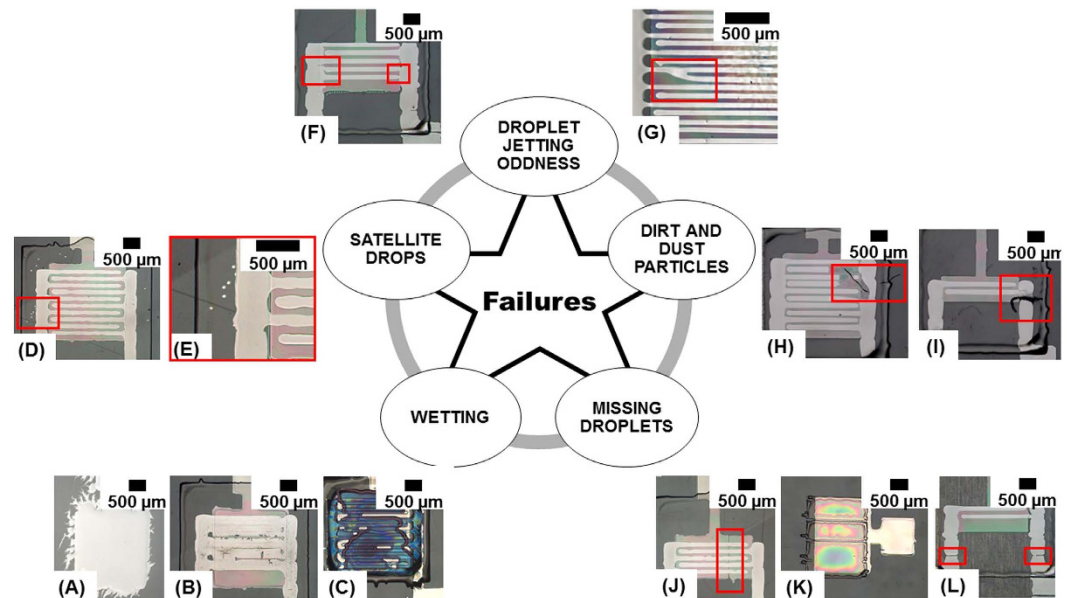 500 µm
(F)
500 µm
(G)
DROPLET
JETTING
ODDNESS
SATELLITE
DROPS
DIRT AND
DUST
PARTICLES
Failures
WETTING
MISSING
DROPLETS
500 µm
(D)
500 µm
(E)
500 µm
(H)
500 µm
(I)
500 µm
(A)
500 µm
(B)
500 µm
(C)
500 µm
(J)
500 µm
(K)
500 µm
(L)